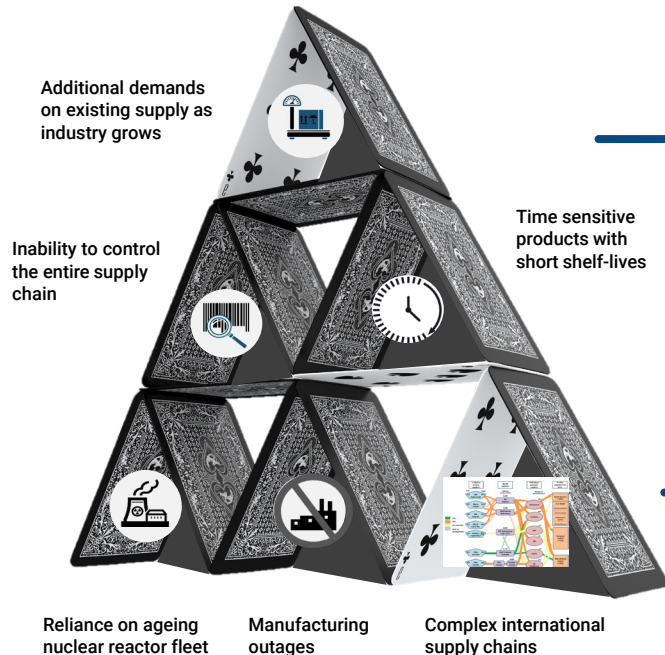 Additional demands
on existing supply as
industry grows
Inability to control
the entire supply
chain
Time sensitive
products with
short shelf-lives
Reliance on ageing
nuclear reactor fleet
Manufacturing
outages
Complex international
supply chains